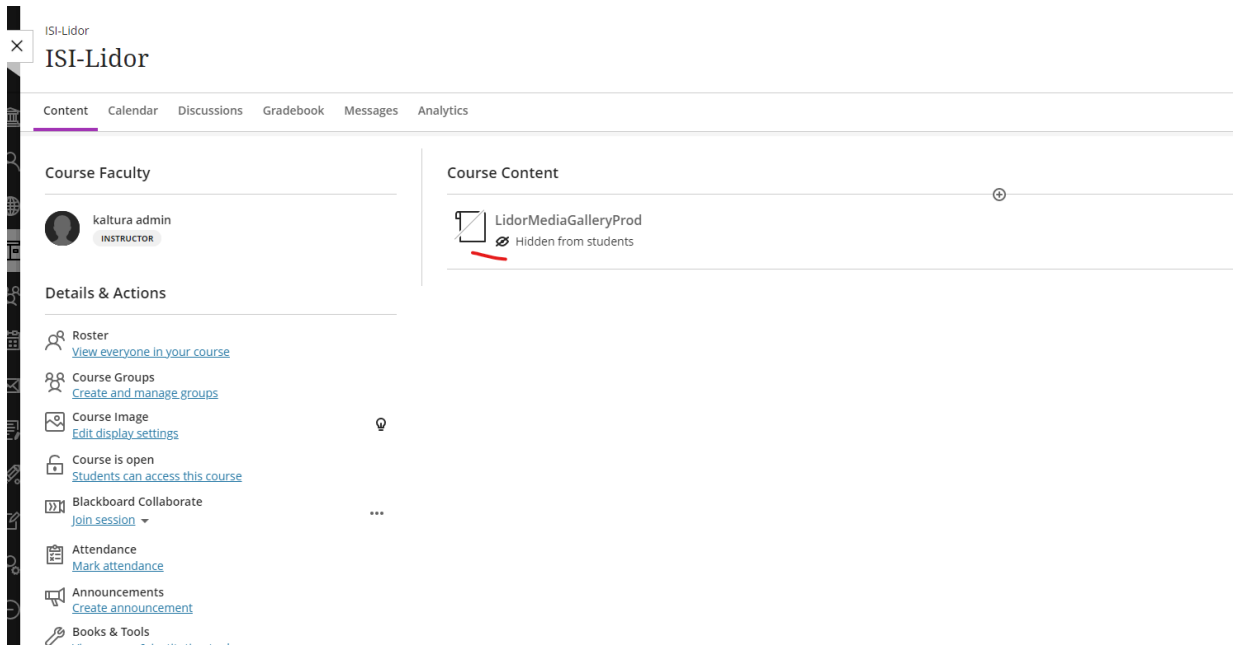 ISI-Lidor
ISI-Lidor
Content Calendar Discussions Gradebook Messages Analytics
Course Faculty
kaltura admin
INSTRUCTOR
Details & Actions
Roster
View everyone in your course
Course Groups
Create and manage groups
Course Image
Edit display settings
Course is open
Students can access this course
Blackboard Collaborate
Join session
Attendance
Mark attendance
Announcements
Create announcement
Books & Tools
Course Content
LidorMediaGalleryProd
Hidden from students